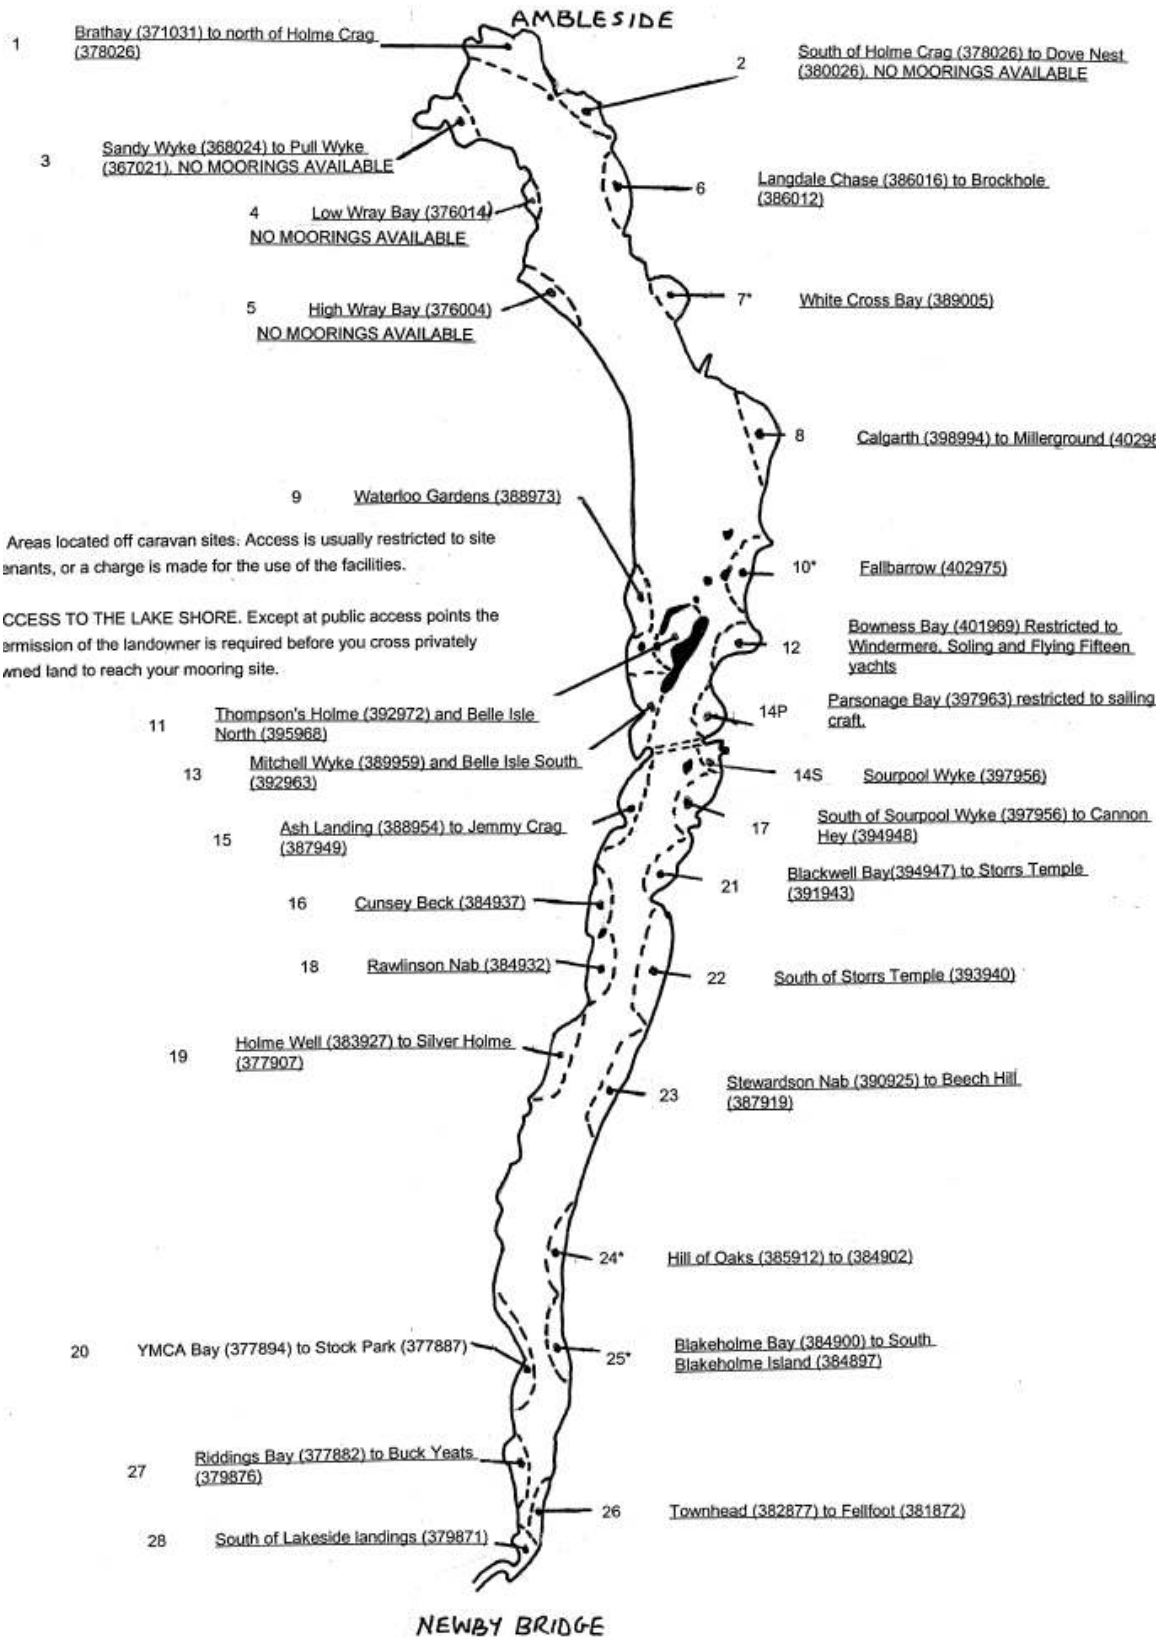 AMBLESIDE
1 Brathay (371031) to north of Holme Crag
(378026)
2 South of Holme Crag (378026) to Dove Nest
(380026). NO MOORINGS AVAILABLE
3 Sandy Wyke (368024) to Pull Wyke
(367021). NO MOORINGS AVAILABLE
6 Langdale Chase (386016) to Brockhole
(386012)
4 Low Wray Bay (376014)
NO MOORINGS AVAILABLE
5 High Wray Bay (376004)
NO MOORINGS AVAILABLE
7* White Cross Bay (389005)
8 Calgarth (398994) to Millerground (40298
9 Waterloo Gardens (388973)
Areas located off caravan sites. Access is usually restricted to site
enants, or a charge is made for the use of the facilities.
10* Fallbarrow (402975)
CCESS TO THE LAKE SHORE. Except at public access points the
ermission of the landowner is required before you cross privately
wned land to reach your mooring site.
12 Bowness Bay (401969) Restricted to
Windermere, Soling and Flying Fifteen
yachts
11 Thompson's Holme (392972) and Belle Isle
North (395968)
14P Parsonage Bay (397963) restricted to sailing
craft.
13 Mitchell Wyke (389959) and Belle Isle South
(392963)
14S Sourpool Wyke (397956)
15 Ash Landing (388954) to Jemmy Crag
(387949)
17 South of Sourpool Wyke (397956) to Cannon
Hey (394948)
21 Blackwell Bay(394947) to Storrs Temple
(391943)
16 Cunsey Beck (384937)
18 Rawlinson Nab (384932)
22 South of Storrs Temple (393940)
19 Holme Well (383927) to Silver Holme
(377907)
23 Stewardson Nab (390925) to Beech Hill
(387919)
24* Hill of Oaks (385912) to (384902)
20 YMCA Bay (377894) to Stock Park (377887)
25* Blakeholme Bay (384900) to South
Blakeholme Island (384897)
27 Riddings Bay (377882) to Buck Yeats
(379876)
26 Townhead (382877) to Fellfoot (381872)
28 South of Lakeside landings (379871)
NEWBY BRIDGE